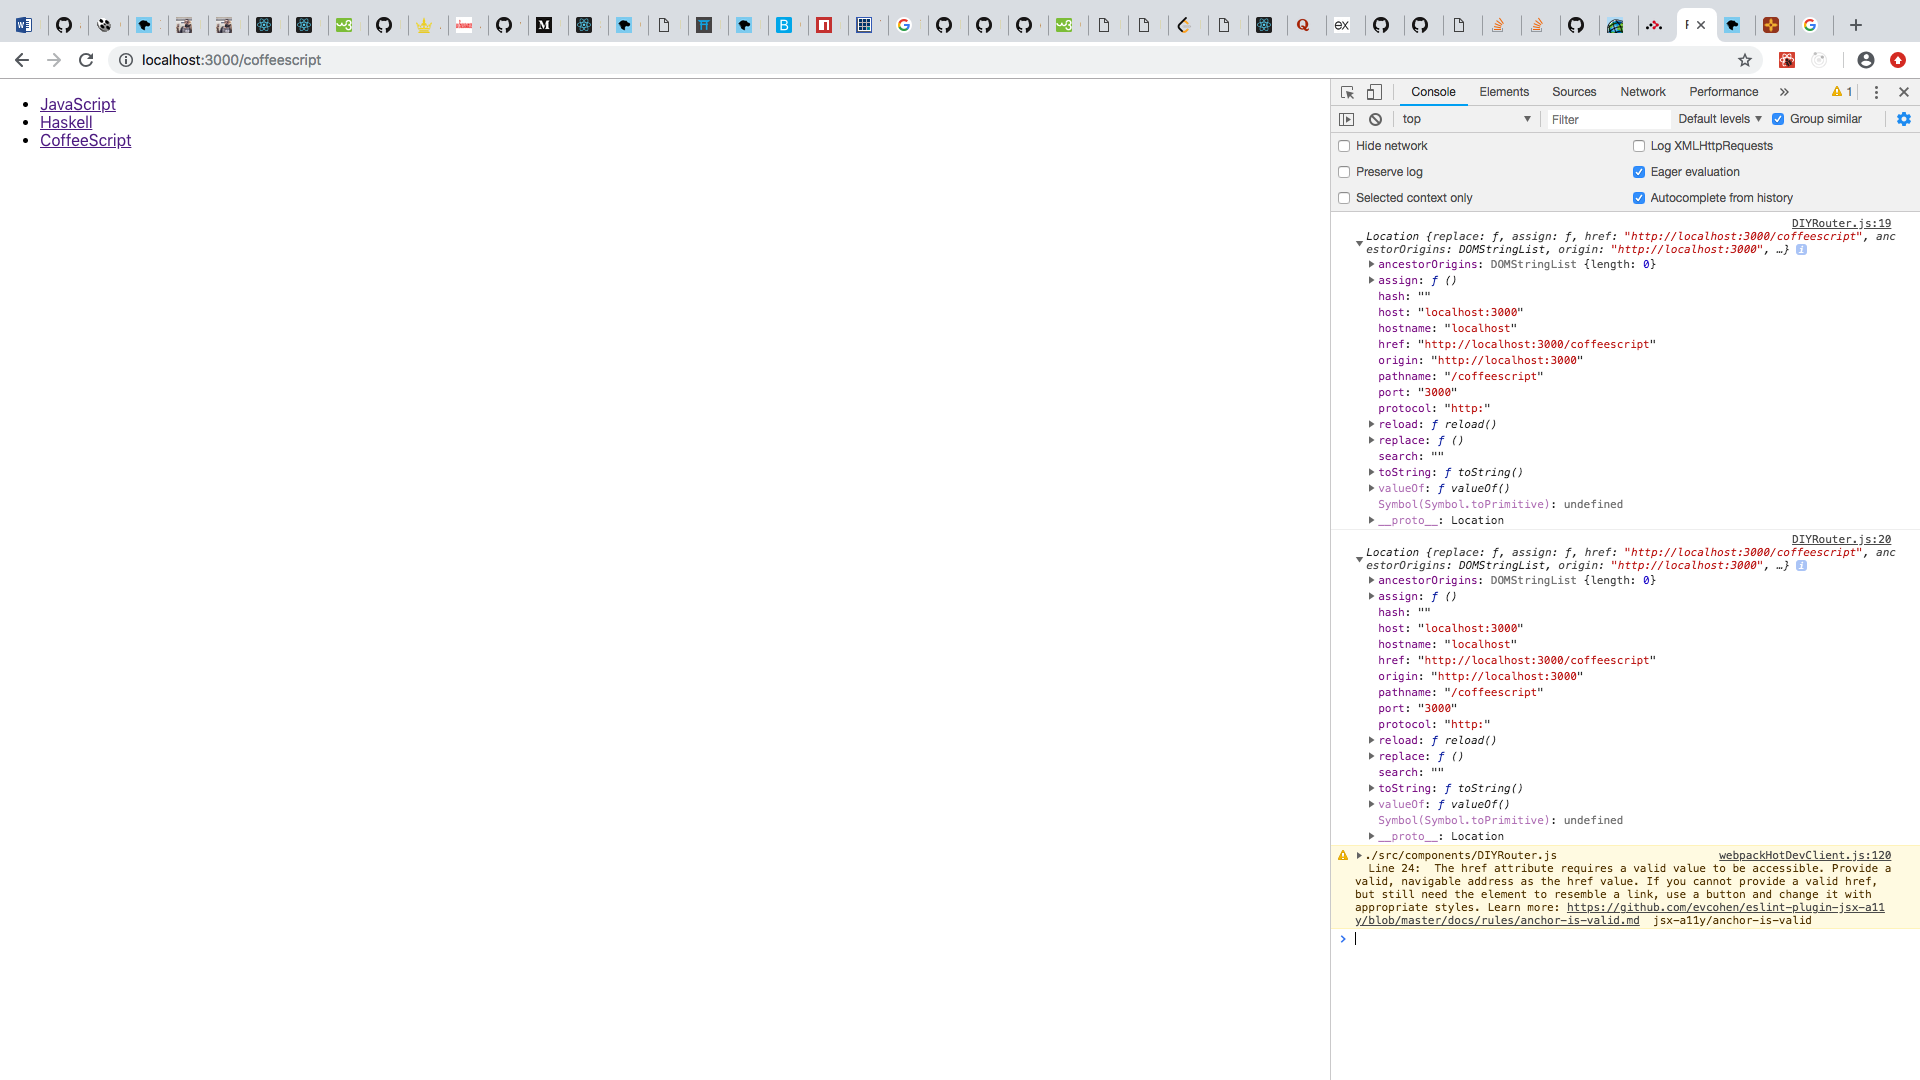 localhost:3000/coffeescript
JavaScript
Haskell
CoffeeScript
Console Elements Sources Network Performance » 1
top Filter Default levels Group similar
Hide network Log XMLHttpRequests
Preserve log Eager evaluation
Selected context only Autocomplete from history
DIYRouter.js:19
Location {replace: ƒ, assign: ƒ, href: "http://localhost:3000/coffeescript", anc
estorOrigins: DOMStringList, origin: "http://localhost:3000", …}
ancestorOrigins: DOMStringList {length: 0}
assign: ƒ ()
hash: ""
host: "localhost:3000"
hostname: "localhost"
href: "http://localhost:3000/coffeescript"
origin: "http://localhost:3000"
pathname: "/coffeescript"
port: "3000"
protocol: "http:"
reload: ƒ reload()
replace: ƒ ()
search: ""
toString: ƒ toString()
valueOf: ƒ valueOf()
Symbol(Symbol.toPrimitive): undefined
__proto__: Location
DIYRouter.js:20
Location {replace: ƒ, assign: ƒ, href: "http://localhost:3000/coffeescript", anc
estorOrigins: DOMStringList, origin: "http://localhost:3000", …}
ancestorOrigins: DOMStringList {length: 0}
assign: ƒ ()
hash: ""
host: "localhost:3000"
hostname: "localhost"
href: "http://localhost:3000/coffeescript"
origin: "http://localhost:3000"
pathname: "/coffeescript"
port: "3000"
protocol: "http:"
reload: ƒ reload()
replace: ƒ ()
search: ""
toString: ƒ toString()
valueOf: ƒ valueOf()
Symbol(Symbol.toPrimitive): undefined
__proto__: Location
./src/components/DIYRouter.js webpackHotDevClient.js:120
Line 24:  The href attribute requires a valid value to be accessible. Provide a
valid, navigable address as the href value. If you cannot provide a valid href,
but still need the element to resemble a link, use a button and change it with
appropriate styles. Learn more: https://github.com/evcohen/eslint-plugin-jsx-a11
y/blob/master/docs/rules/anchor-is-valid.md  jsx-a11y/anchor-is-valid